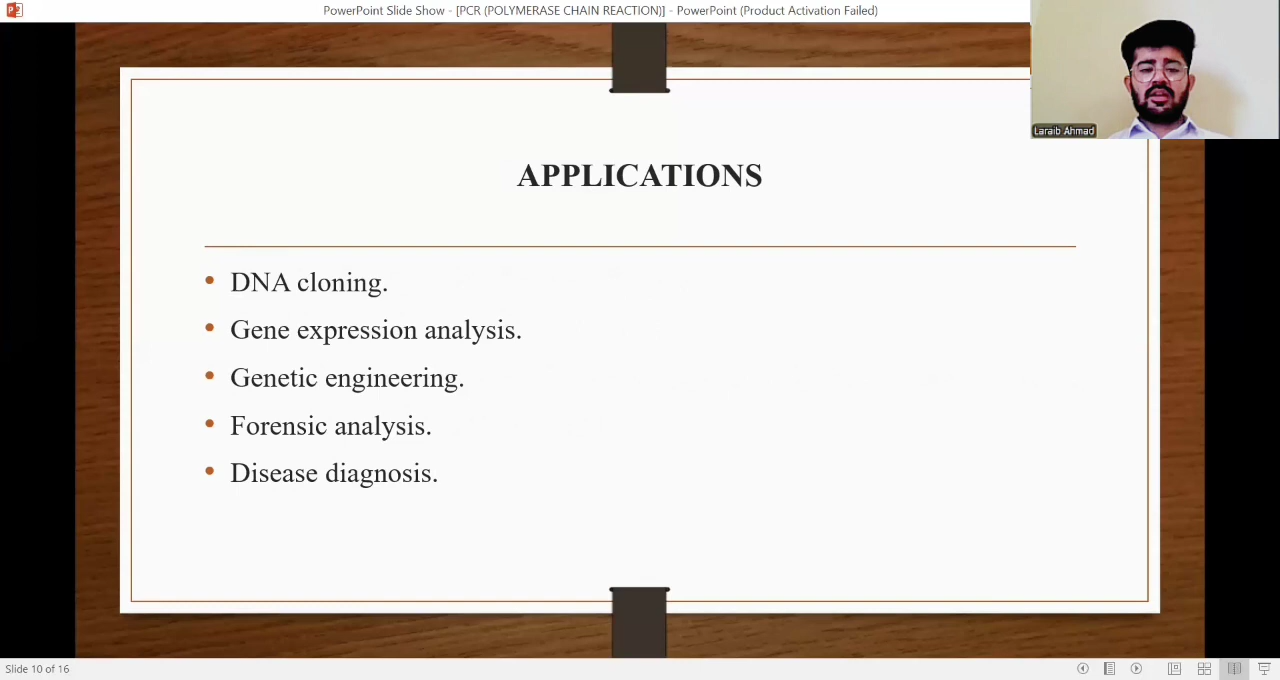 PowerPoint Slide Show - [PCR (POLYMERASE CHAIN REACTION)] - PowerPoint (Product Activation Failed)
Laraib Ahmad
APPLICATIONS
• DNA cloning.
• Gene expression analysis.
• Genetic engineering.
• Forensic analysis.
• Disease diagnosis.
Slide 10 of 16